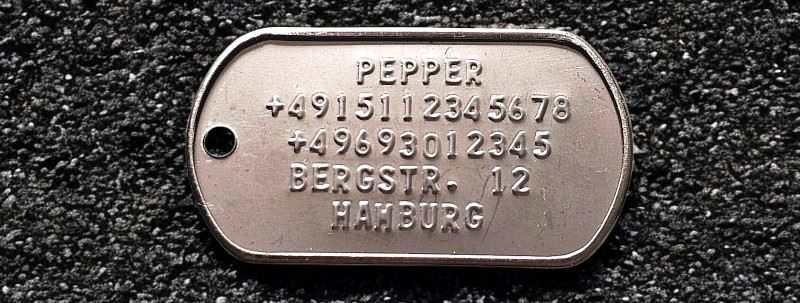 PEPPER
+4915112345678
+49693012345
BERGSTR. 12
HAMBURG